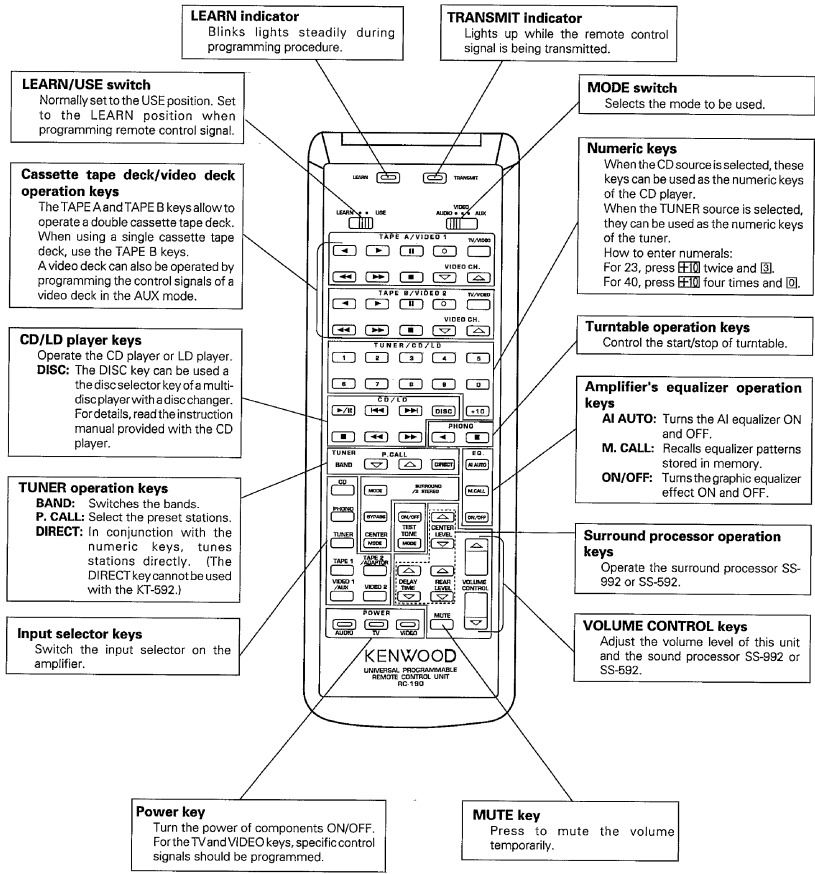 LEARN indicator
Blinks lights steadily during
programming procedure.
TRANSMIT indicator
Lights up while the remote control
signal is being transmitted.
LEARN/USE switch
Normally set to the USE position. Set
to the LEARN position when
programming remote control signal.
MODE switch
Selects the mode to be used.
Cassette tape deck/video deck
operation keys
The TAPE A and TAPE B keys allow to
operate a double cassette tape deck.
When using a single cassette tape
deck, use the TAPE B keys.
A video deck can also be operated by
programming the control signals of a
video deck in the AUX mode.
Numeric keys
When the CD source is selected, these
keys can be used as the numeric keys
of the CD player.
When the TUNER source is selected,
they can be used as the numeric keys
of the tuner.
How to enter numerals:
For 23, press +10 twice and 3.
For 40, press +10 four times and 0.
CD/LD player keys
Operate the CD player or LD player.
DISC: The DISC key can be used a
the disc selector key of a multi-
disc player with a disc changer.
For details, read the instruction
manual provided with the CD
player.
Turntable operation keys
Control the start/stop of turntable.
Amplifier's equalizer operation
keys
AI AUTO: Turns the AI equalizer ON
and OFF.
M. CALL: Recalls equalizer patterns
stored in memory.
ON/OFF: Turns the graphic equalizer
effect ON and OFF.
TUNER operation keys
BAND: Switches the bands.
P. CALL: Select the preset stations.
DIRECT: In conjunction with the
numeric keys, tunes
stations directly. (The
DIRECT key cannot be used
with the KT-592.)
Surround processor operation
keys
Operate the surround processor SS-
992 or SS-592.
Input selector keys
Switch the input selector on the
amplifier.
VOLUME CONTROL keys
Adjust the volume level of this unit
and the sound processor SS-992 or
SS-592.
Power key
Turn the power of components ON/OFF.
For the TV and VIDEO keys, specific control
signals should be programmed.
MUTE key
Press to mute the volume
temporarily.
LEARN TRANSMIT
VIDEO
LEARN USE AUDIO AUX
TAPE A/VIDEO 1 TV/VIDEO
VIDEO CH.
TAPE B/VIDEO 2 TV/VIDEO
VIDEO CH.
TUNER/CD/LD
1 2 3 4 5
6 7 8 9 0
CD/LD
DISC +10
PHONO
TUNER P.CALL EQ.
BAND DIRECT AI AUTO
CD MODE SURROUND
/3 STEREO M.CALL
PHONO BYPASS ON/OFF ON/OFF
TUNER CENTER TEST
TONE CENTER
LEVEL
MODE MODE
TAPE 1 TAPE 2
/ADAPTOR
VIDEO 1
/AUX VIDEO 2 DELAY
TIME REAR
LEVEL VOLUME
CONTROL
POWER MUTE
AUDIO TV VIDEO
KENWOOD
UNIVERSAL PROGRAMMABLE
REMOTE CONTROL UNIT
RC-190